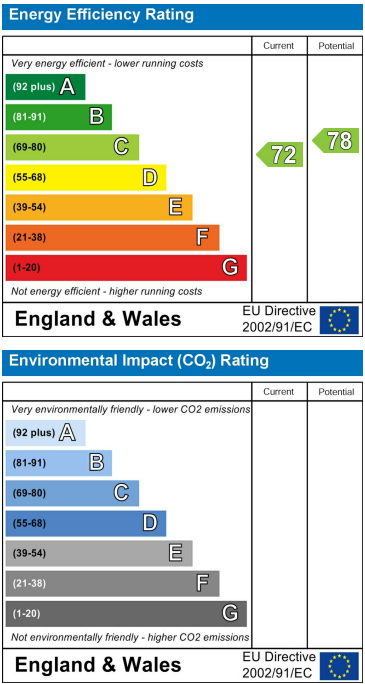 Energy Efficiency Rating
Current Potential
Very energy efficient - lower running costs
(92 plus) A
(81-91) B
(69-80) C
72 78
(55-68) D
(39-54) E
(21-38) F
(1-20) G
Not energy efficient - higher running costs
England & Wales
EU Directive
2002/91/EC
Environmental Impact (CO₂) Rating
Current Potential
Very environmentally friendly - lower CO2 emissions
(92 plus) A
(81-91) B
(69-80) C
(55-68) D
(39-54) E
(21-38) F
(1-20) G
Not environmentally friendly - higher CO2 emissions
England & Wales
EU Directive
2002/91/EC